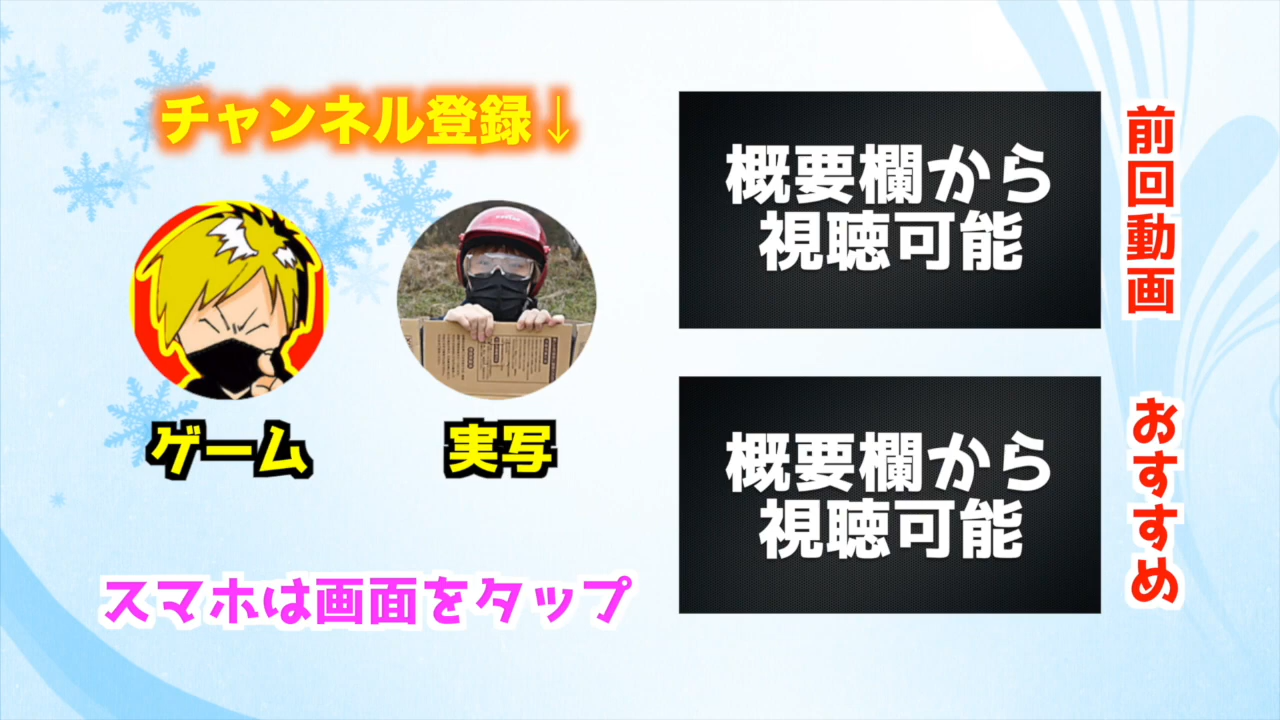 チャンネル登録↓
ゲーム
実写
スマホは画面をタップ
概要欄から
視聴可能
前回動画
概要欄から
視聴可能
おすすめ